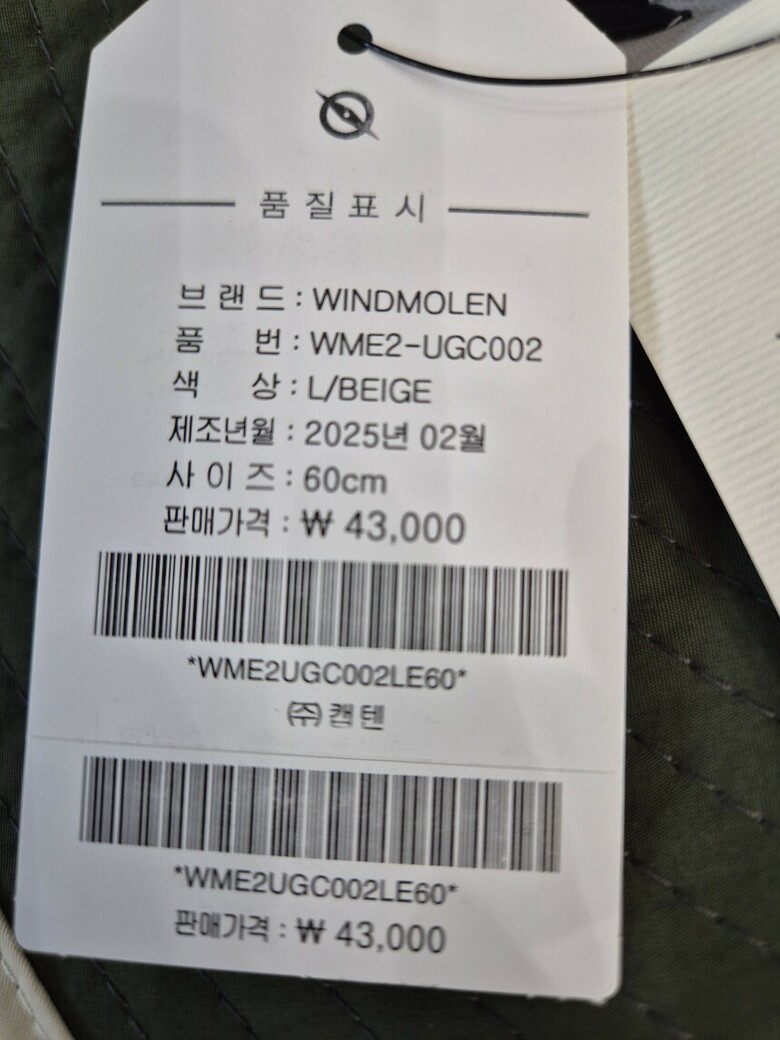 품질표시
브랜드 : WINDMOLEN
품 번 : WME2-UGC002
색 상 : L/BEIGE
제조년월 : 2025년 02월
사이즈 : 60cm
판매가격 : ₩ 43,000
*WME2UGC002LE60*
㈜캡텐
*WME2UGC002LE60*
판매가격 : ₩ 43,000